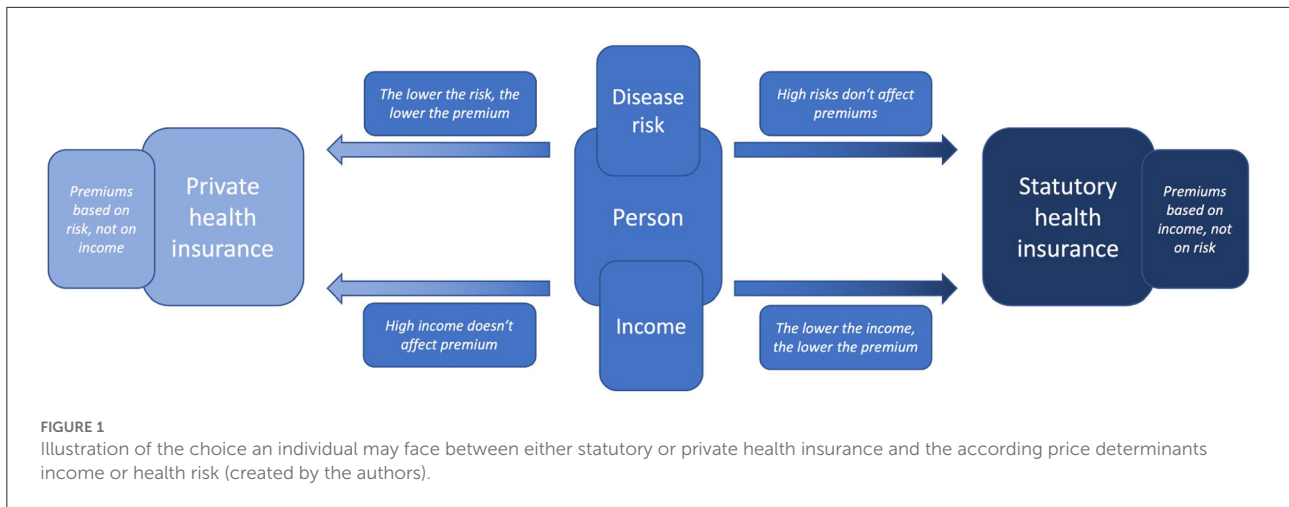 The lower the risk, the
lower the premium
Disease
risk
High risks don't affect
premiums
Premiums
based on
risk, not on
income
Private
health
insurance
Person
Statutory
health
insurance
Premiums
based on
income, not
on risk
High income doesn't
affect premium
Income
The lower the income,
the lower the premium
FIGURE 1
Illustration of the choice an individual may face between either statutory or private health insurance and the according price determinants
income or health risk (created by the authors).